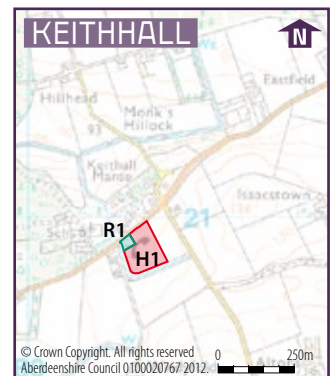 KEITHHALL
N
Eastfield
Hillhead
Monk's
Hillock
93
Keithall
Manse
Isaacstown
21
R1
H1
© Crown Copyright. All rights reserved
Aberdeenshire Council 0100020767 2012.
0 250m